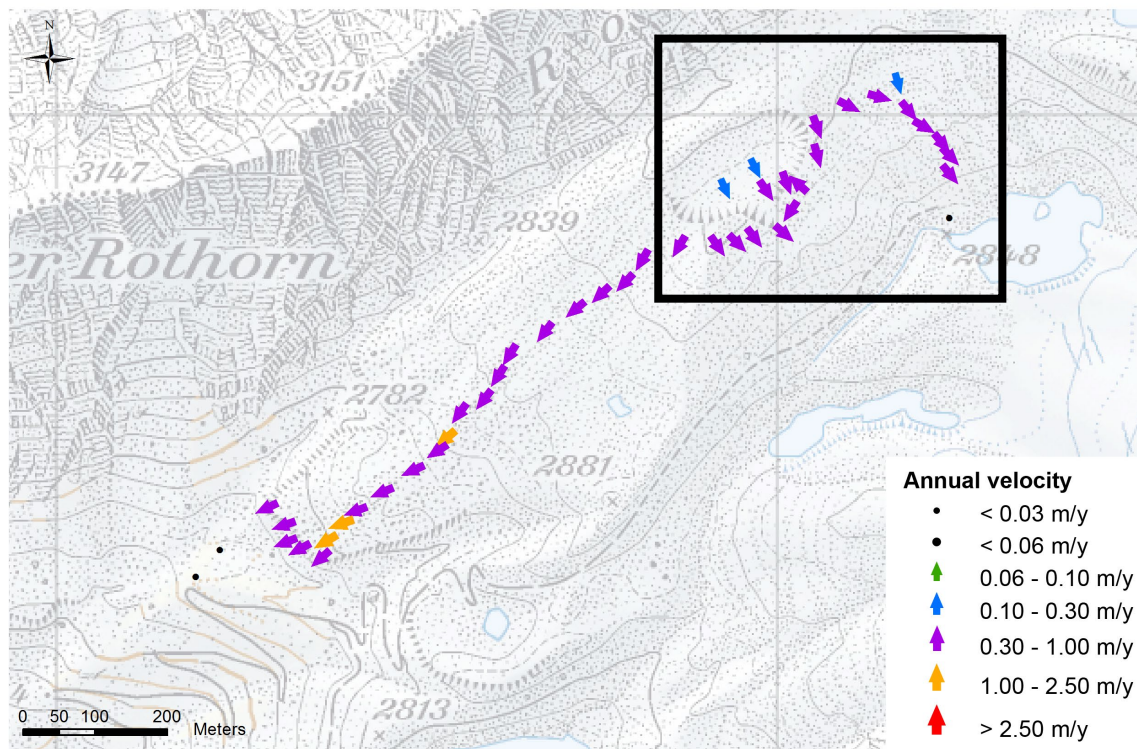 N
3151
R o
3147
2839
er Rothorn
2848
2782
2881
2813
Annual velocity
< 0.03 m/y
< 0.06 m/y
0.06 - 0.10 m/y
0.10 - 0.30 m/y
0.30 - 1.00 m/y
1.00 - 2.50 m/y
> 2.50 m/y
0 50 100 200
Meters